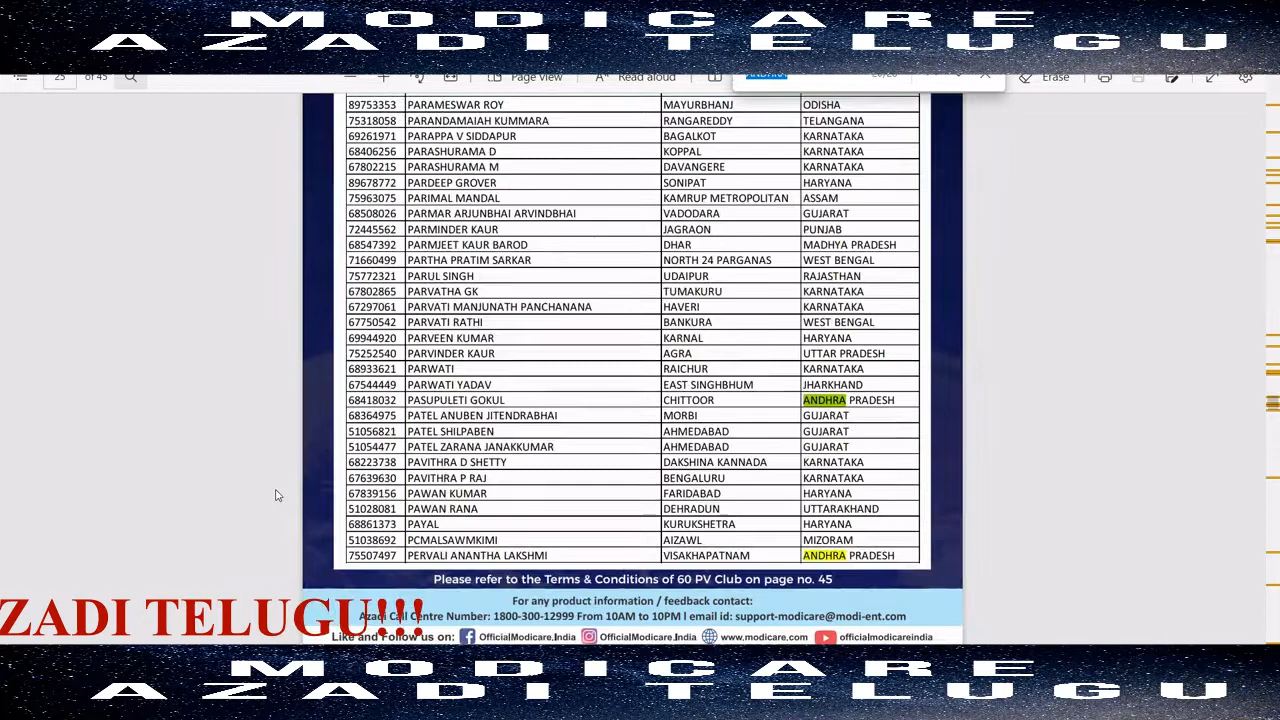 MODICARE
AZADI TELUGU
25 of 45 Page view Read aloud ANDHRA Erase
89753353 PARAMESWAR ROY MAYURBHANJ ODISHA
75318058 PARANDAMAIAH KUMMARA RANGAREDDY TELANGANA
69261971 PARAPPA V SIDDAPUR BAGALKOT KARNATAKA
68406256 PARASHURAMA D KOPPAL KARNATAKA
67802215 PARASHURAMA M DAVANGERE KARNATAKA
89678772 PARDEEP GROVER SONIPAT HARYANA
75963075 PARIMAL MANDAL KAMRUP METROPOLITAN ASSAM
68508026 PARMAR ARJUNBHAI ARVINDBHAI VADODARA GUJARAT
72445562 PARMINDER KAUR JAGRAON PUNJAB
68547392 PARMJEET KAUR BAROD DHAR MADHYA PRADESH
71660499 PARTHA PRATIM SARKAR NORTH 24 PARGANAS WEST BENGAL
75772321 PARUL SINGH UDAIPUR RAJASTHAN
67802865 PARVATHA GK TUMAKURU KARNATAKA
67297061 PARVATI MANJUNATH PANCHANANA HAVERI KARNATAKA
67750542 PARVATI RATHI BANKURA WEST BENGAL
69944920 PARVEEN KUMAR KARNAL HARYANA
75252540 PARVINDER KAUR AGRA UTTAR PRADESH
68933621 PARWATI RAICHUR KARNATAKA
67544449 PARWATI YADAV EAST SINGHBHUM JHARKHAND
68418032 PASUPULETI GOKUL CHITTOOR ANDHRA PRADESH
68364975 PATEL ANUBEN JITENDRABHAI MORBI GUJARAT
51056821 PATEL SHILPABEN AHMEDABAD GUJARAT
51054477 PATEL ZARANA JANAKKUMAR AHMEDABAD GUJARAT
68223738 PAVITHRA D SHETTY DAKSHINA KANNADA KARNATAKA
67639630 PAVITHRA P RAJ BENGALURU KARNATAKA
67839156 PAWAN KUMAR FARIDABAD HARYANA
51028081 PAWAN RANA DEHRADUN UTTARAKHAND
68861373 PAYAL KURUKSHETRA HARYANA
51038692 PCMALSAWMKIMI AIZAWL MIZORAM
75507497 PERVALI ANANTHA LAKSHMI VISAKHAPATNAM ANDHRA PRADESH
Please refer to the Terms & Conditions of 60 PV Club on page no. 45
For any product information / feedback contact:
Azadi Call Centre Number: 1800-300-12999 From 10AM to 10PM l email id: support-modicare@modi-ent.com
ZADI TELUGU!!!
Like and Follow us on: OfficialModicare.India OfficialModicare.India www.modicare.com officialmodicareindia
MODICARE
AZADI TELUGU